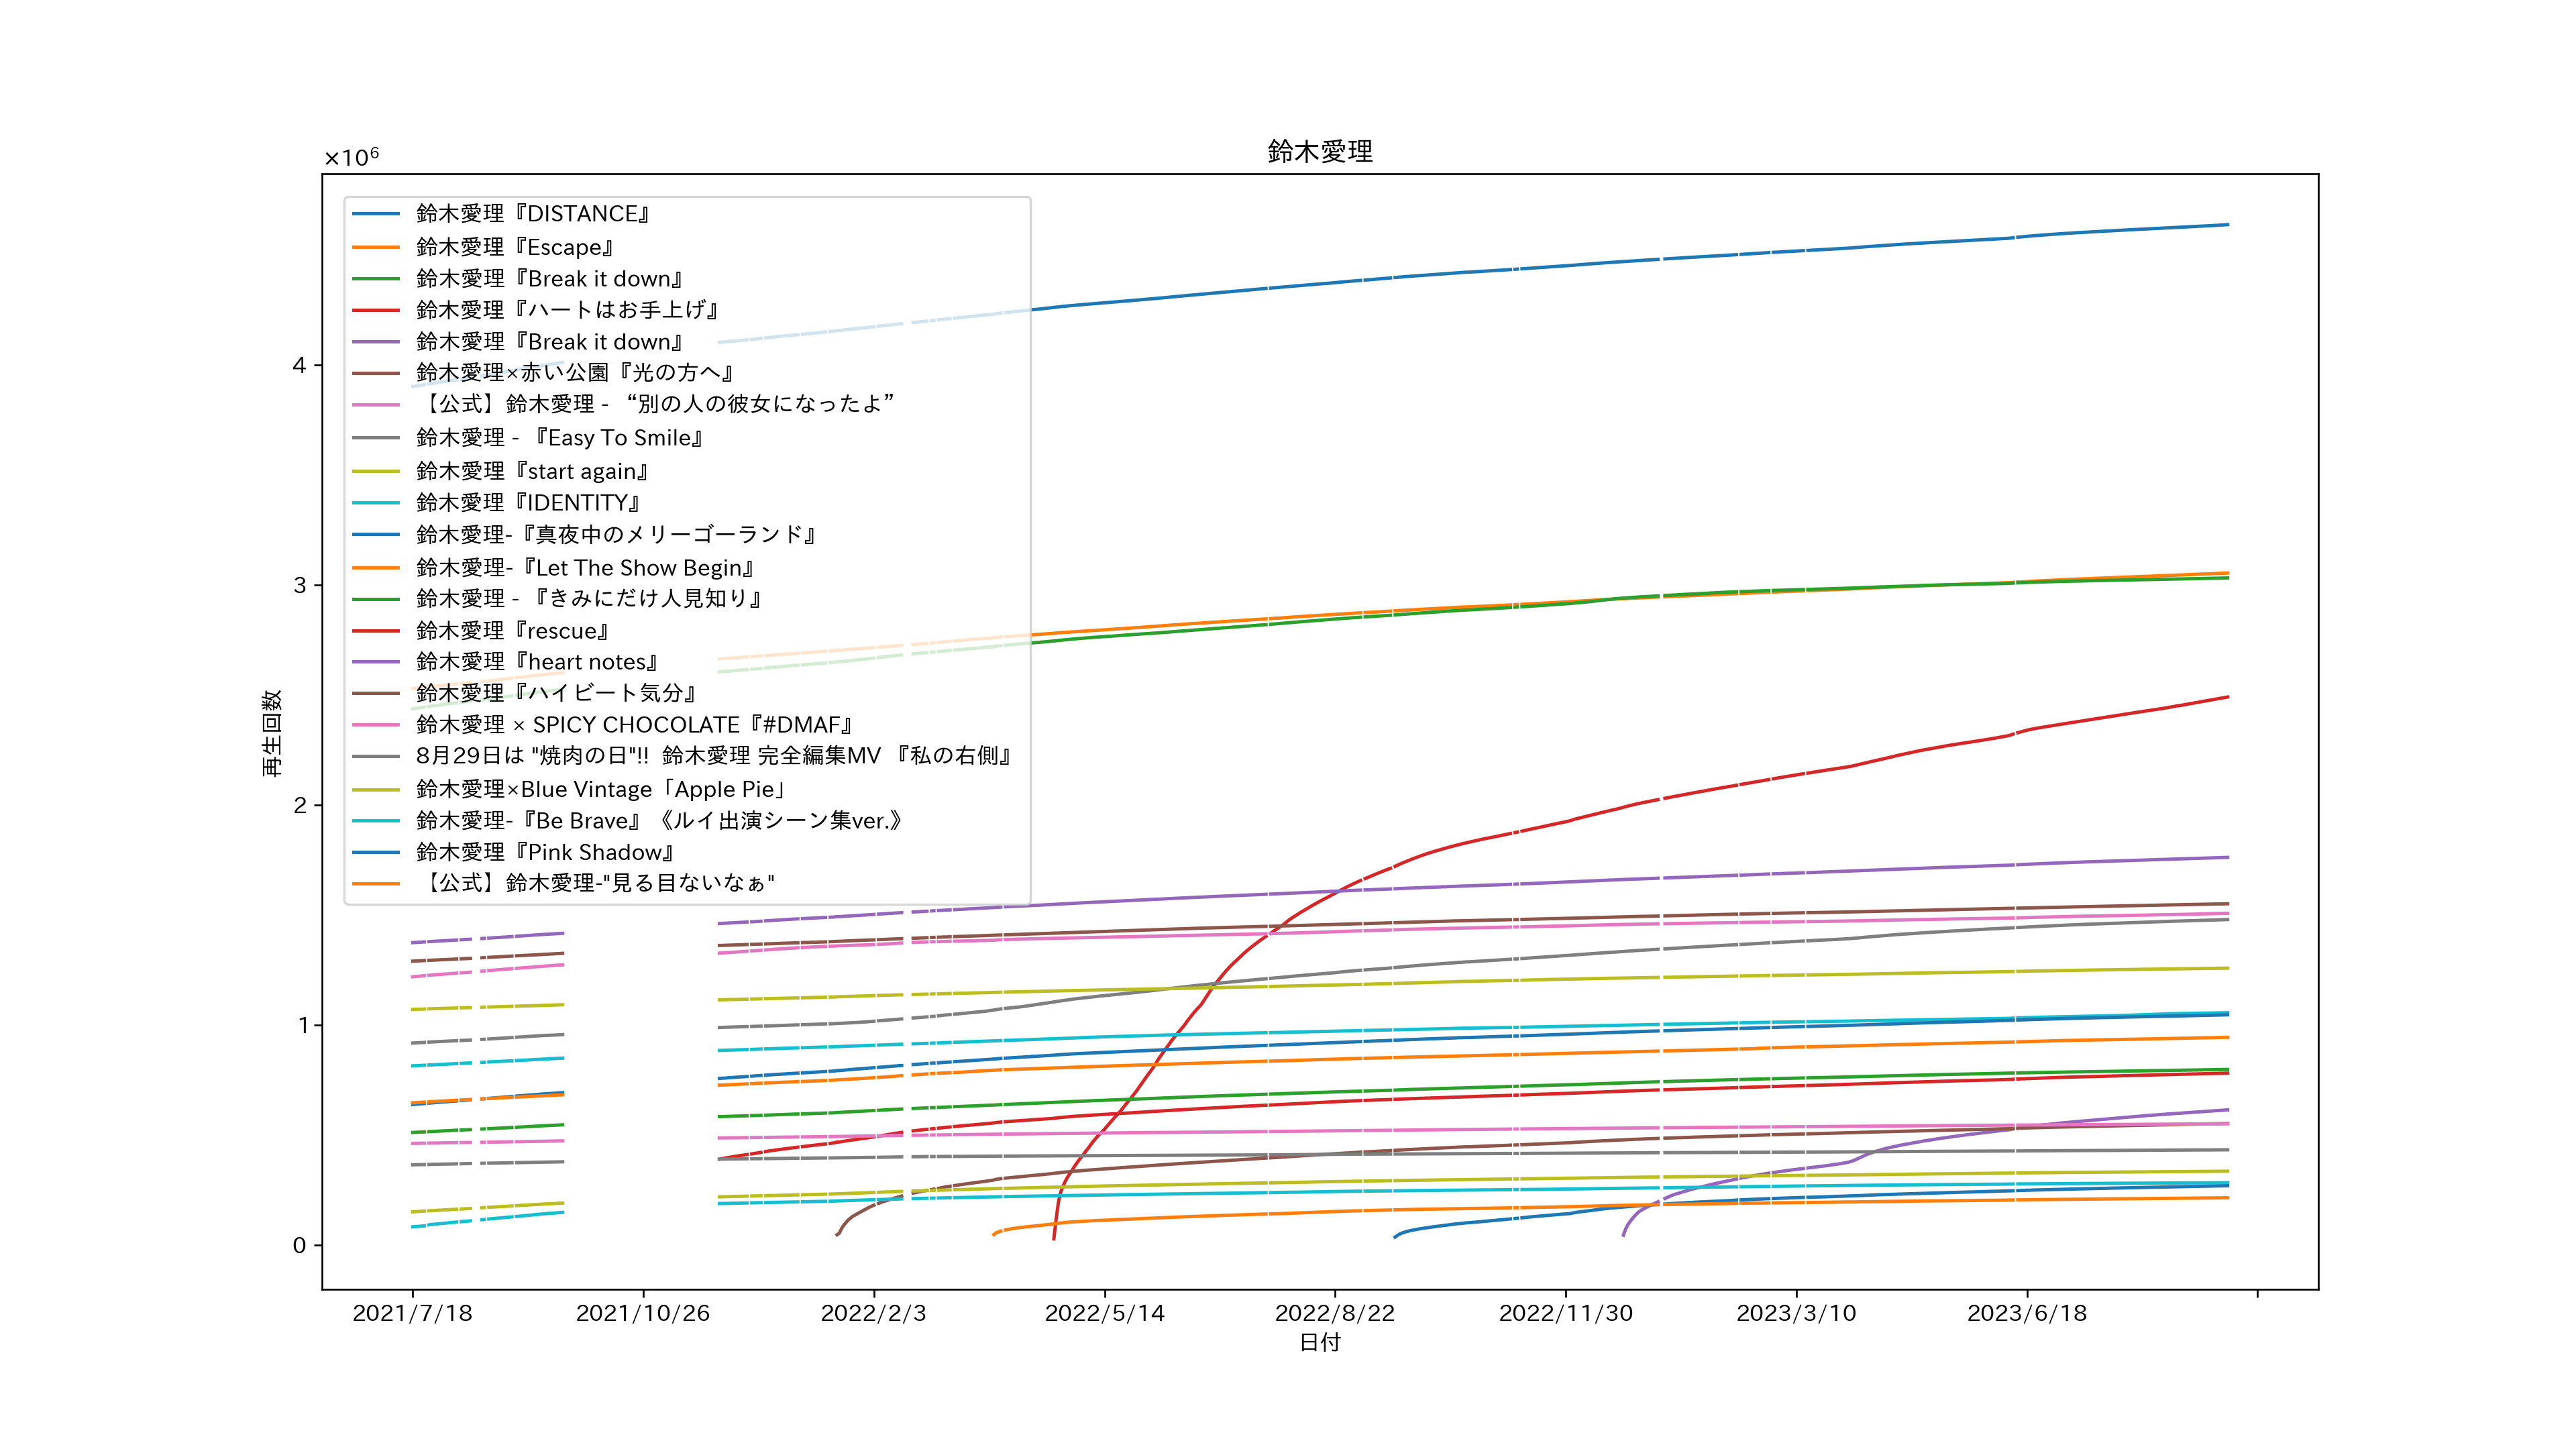 鈴木愛理
×10⁶
鈴木愛理『DISTANCE』
鈴木愛理『Escape』
鈴木愛理『Break it down』
鈴木愛理『ハートはお手上げ』
鈴木愛理『Break it down』
鈴木愛理×赤い公園『光の方へ』
【公式】鈴木愛理 - “別の人の彼女になったよ”
鈴木愛理 - 『Easy To Smile』
鈴木愛理『start again』
鈴木愛理『IDENTITY』
鈴木愛理-『真夜中のメリーゴーランド』
鈴木愛理-『Let The Show Begin』
鈴木愛理 - 『きみにだけ人見知り』
鈴木愛理『rescue』
鈴木愛理『heart notes』
鈴木愛理『ハイビート気分』
鈴木愛理 × SPICY CHOCOLATE『#DMAF』
8月29日は "焼肉の日"!! 鈴木愛理 完全編集MV 『私の右側』
鈴木愛理×Blue Vintage「Apple Pie」
鈴木愛理-『Be Brave』《ルイ出演シーン集ver.》
鈴木愛理『Pink Shadow』
【公式】鈴木愛理-"見る目ないなぁ"
4
3
2
1
0
再生回数
2021/7/18
2021/10/26
2022/2/3
2022/5/14
2022/8/22
2022/11/30
2023/3/10
2023/6/18
日付